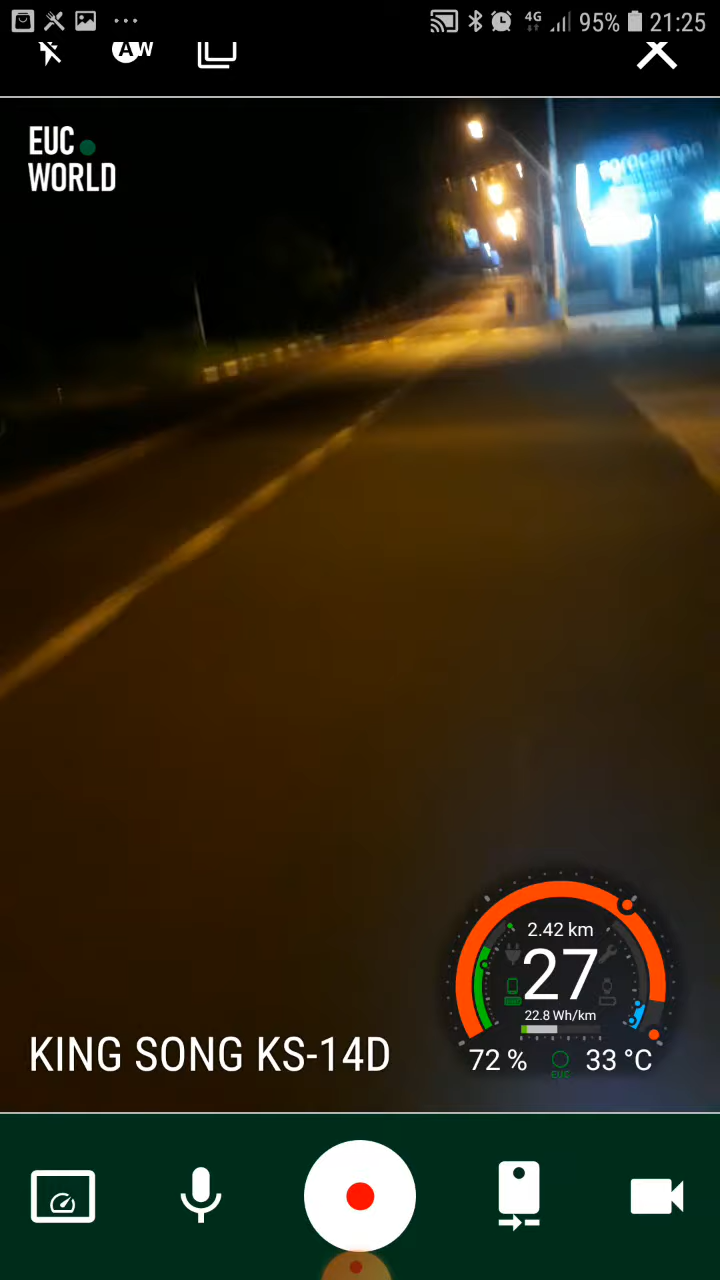 4G
95%
21:25
AW
EUC
WORLD
agrocampo
2.42 km
27
22.8 Wh/km
KING SONG KS-14D
72 %
EUC
33 °C